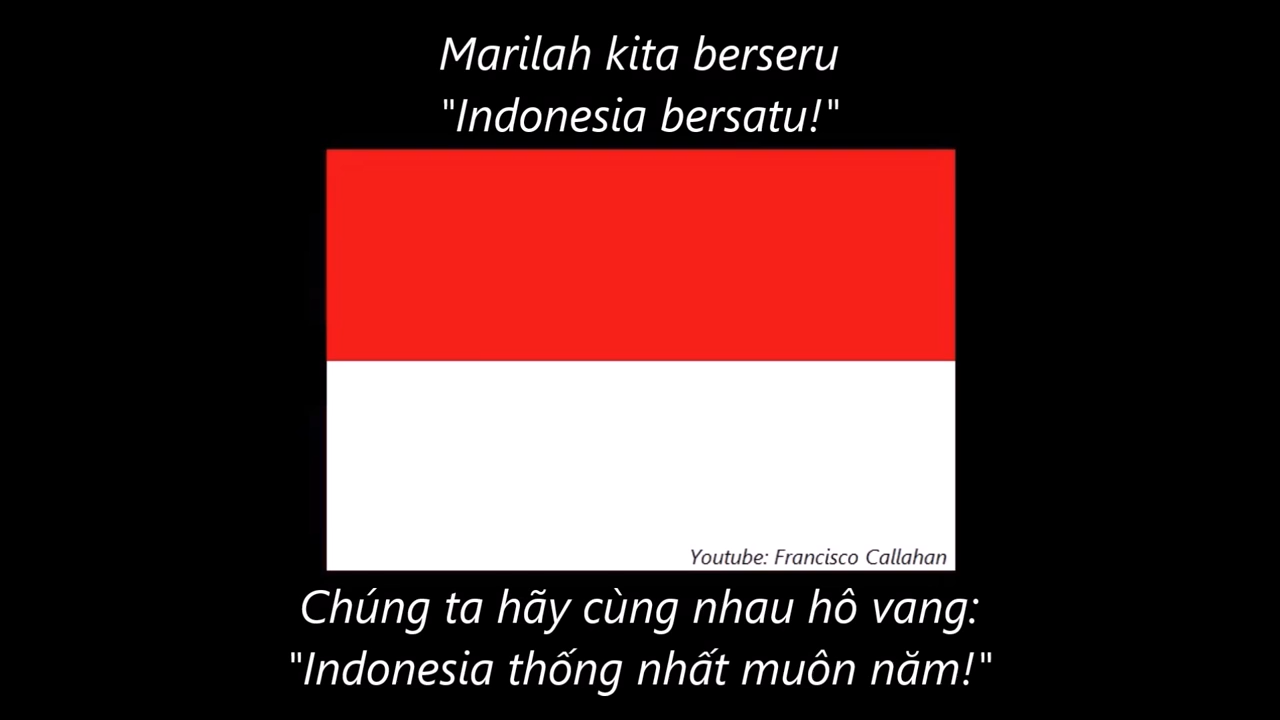 Marilah kita berseru
"Indonesia bersatu!"
Youtube: Francisco Callahan
Chúng ta hãy cùng nhau hô vang:
"Indonesia thống nhất muôn năm!"